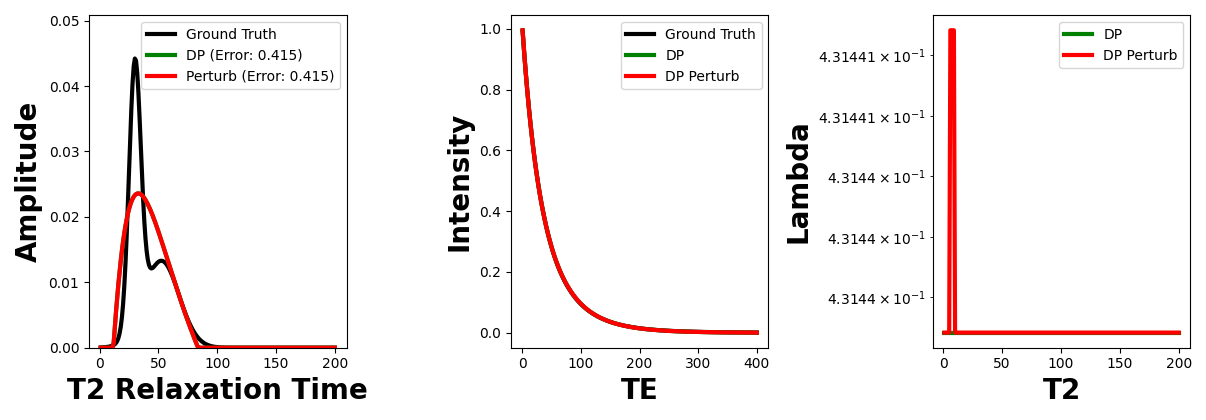 Amplitude
0.05
0.04
0.03
0.02
0.01
0.00
Ground Truth
DP (Error: 0.415)
Perturb (Error: 0.415)
0
50
100
150
200
T2 Relaxation Time
Intensity
1.0
0.8
0.6
0.4
0.2
0.0
Ground Truth
DP
DP Perturb
0
100
200
300
400
TE
Lambda
4.31441 × 10⁻¹
4.31441 × 10⁻¹
4.3144 × 10⁻¹
4.3144 × 10⁻¹
4.3144 × 10⁻¹
DP
DP Perturb
0
50
100
150
200
T2